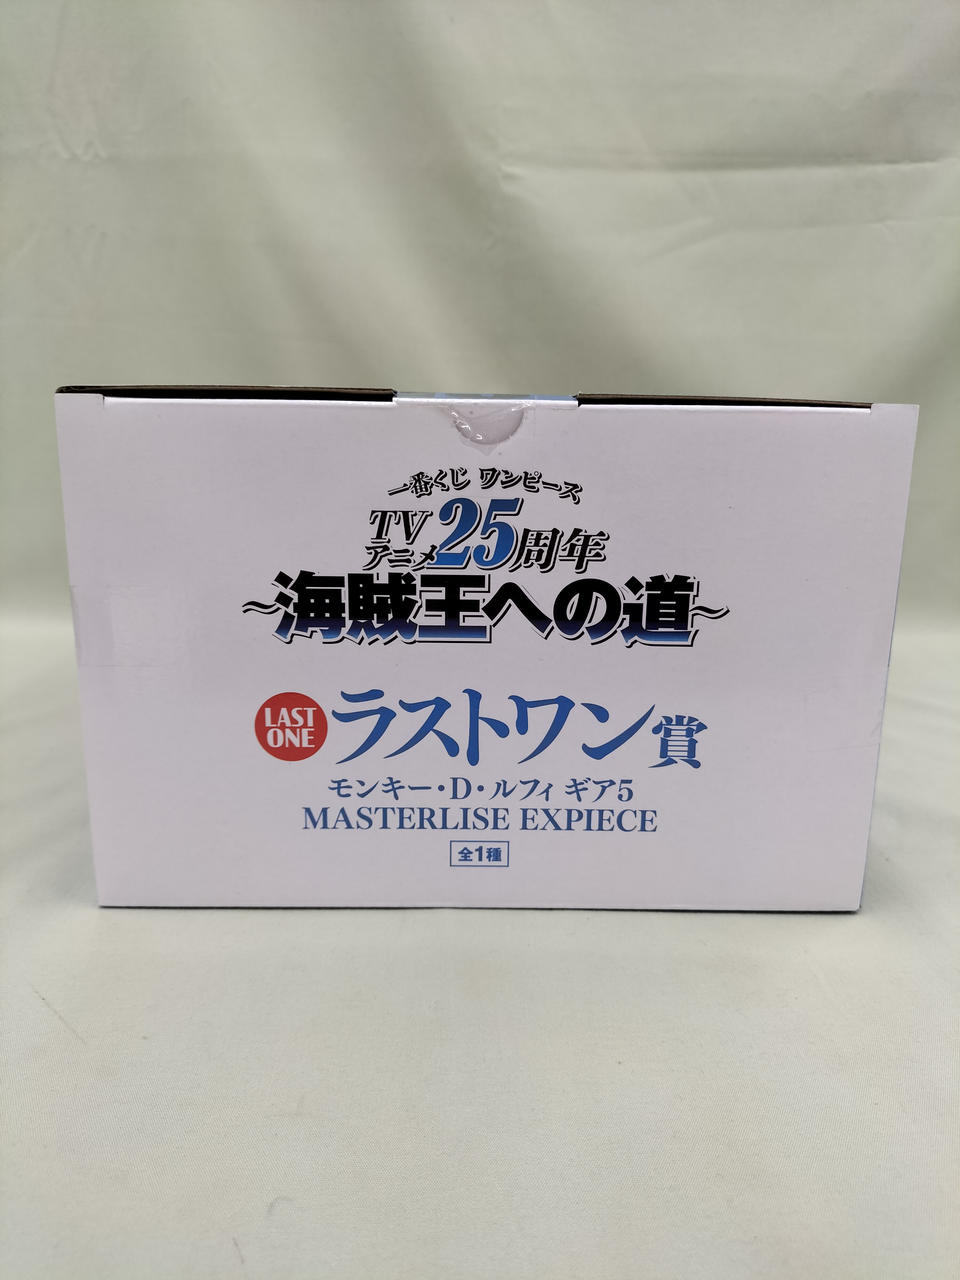 一番くじ ワンピース
TVアニメ25周年
～海賊王への道～
LAST ONE
ラストワン賞
モンキー・D・ルフィ ギア5
MASTERLISE EXPIECE
全1種